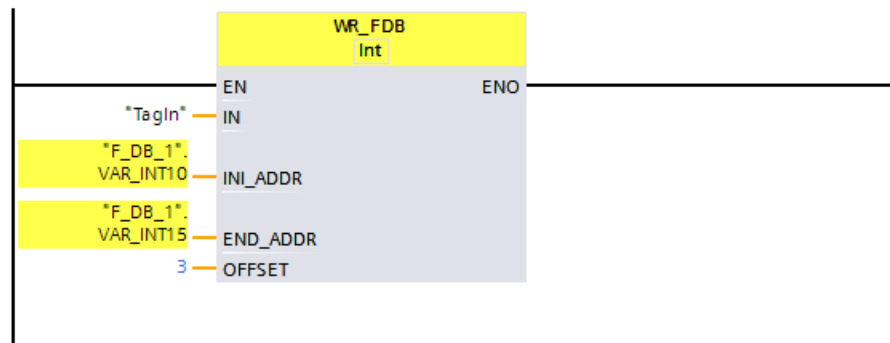 WR_FDB
Int
EN
ENO
"TagIn"
IN
"F_DB_1".
VAR_INT10
INI_ADDR
"F_DB_1".
VAR_INT15
END_ADDR
3
OFFSET